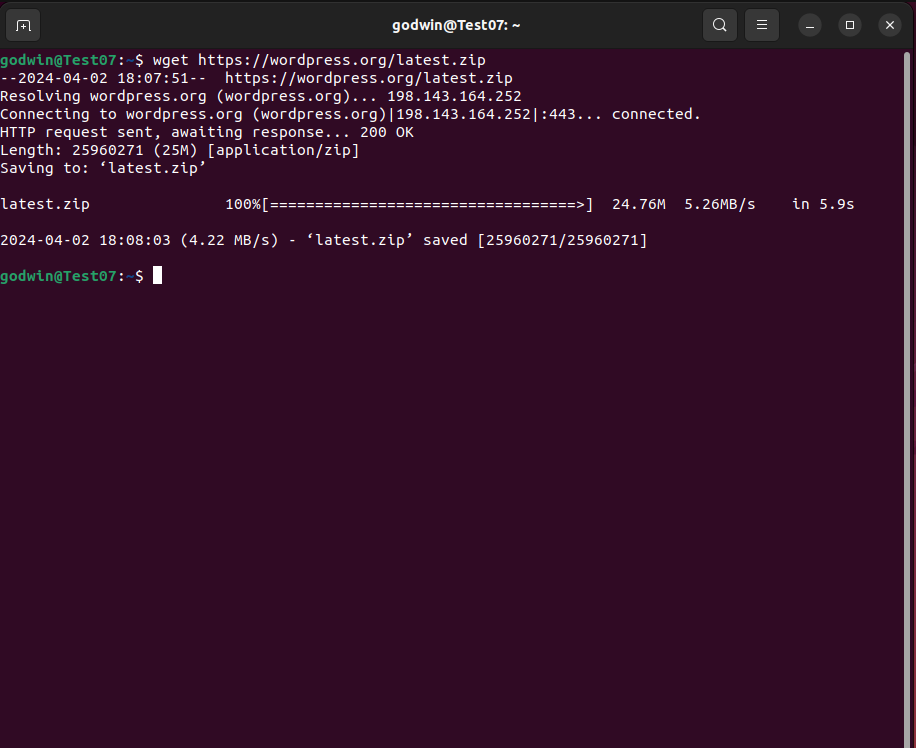 godwin@Test07: ~
godwin@Test07:~$ wget https://wordpress.org/latest.zip
--2024-04-02 18:07:51--  https://wordpress.org/latest.zip
Resolving wordpress.org (wordpress.org)... 198.143.164.252
Connecting to wordpress.org (wordpress.org)|198.143.164.252|:443... connected.
HTTP request sent, awaiting response... 200 OK
Length: 25960271 (25M) [application/zip]
Saving to: ‘latest.zip’
latest.zip               100%[==================================>]  24.76M  5.26MB/s    in 5.9s
2024-04-02 18:08:03 (4.22 MB/s) - ‘latest.zip’ saved [25960271/25960271]
godwin@Test07:~$